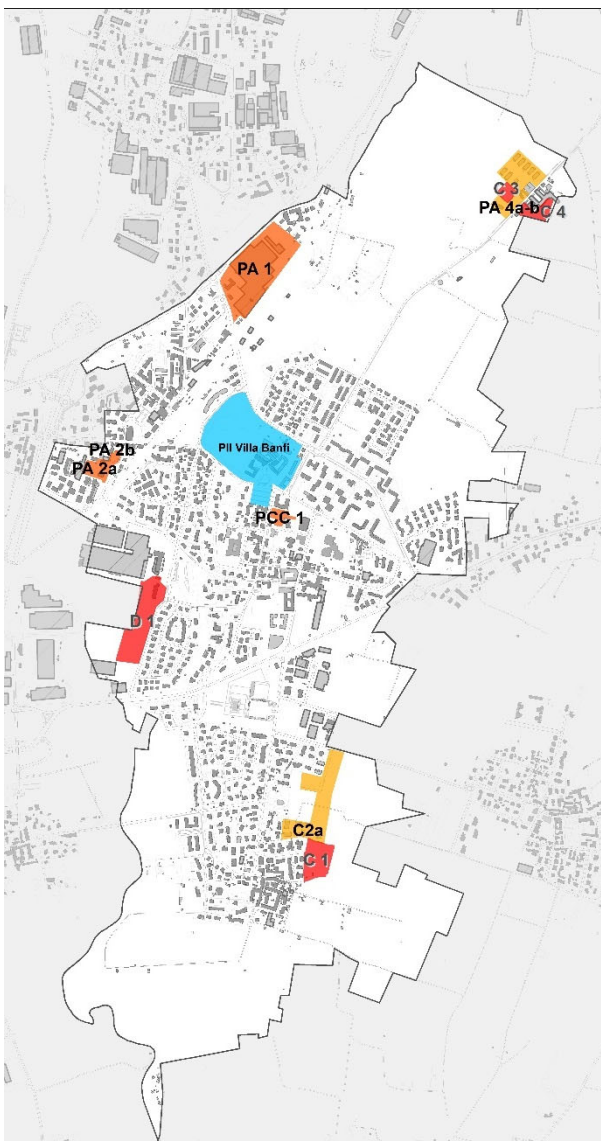 C 3
PA 4a-b
C 4
PA 1
PII Villa Banfi
PA 2b
PA 2a
PCC 1
D 1
C2a
C 1